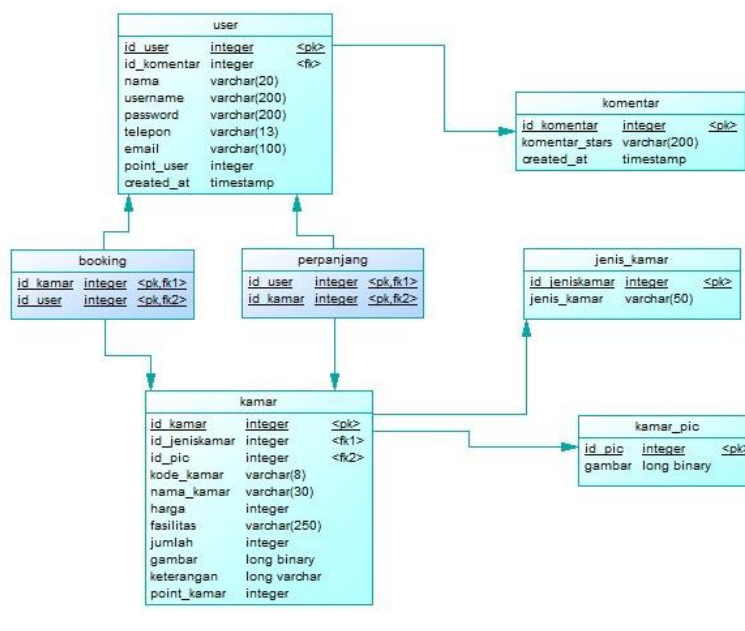 user
id_user integer <pk>
id_komentar integer <fk>
nama varchar(20)
username varchar(200)
password varchar(200)
telepon varchar(13)
email varchar(100)
point_user integer
created_at timestamp
komentar
id_komentar integer <pk>
komentar_stars varchar(200)
created_at timestamp
booking
id_kamar integer <pk,fk1>
id_user integer <pk,fk2>
perpanjang
id_user integer <pk,fk1>
id_kamar integer <pk,fk2>
jenis_kamar
id_jeniskamar integer <pk>
jenis_kamar varchar(50)
kamar
id_kamar integer <pk>
id_jeniskamar integer <fk1>
id_pic integer <fk2>
kode_kamar varchar(8)
nama_kamar varchar(30)
harga integer
fasilitas varchar(250)
jumlah integer
gambar long binary
keterangan long varchar
point_kamar integer
kamar_pic
id_pic integer <pk>
gambar long binary